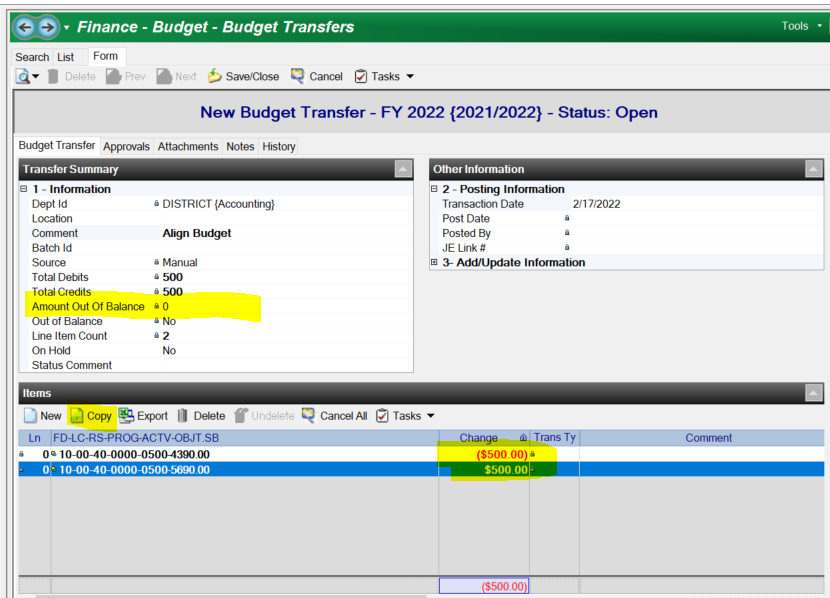 Finance - Budget - Budget Transfers Tools
Search List Form
Delete Prev Next Save/Close Cancel Tasks
New Budget Transfer - FY 2022 {2021/2022} - Status: Open
Budget Transfer Approvals Attachments Notes History
Transfer Summary
1 - Information
Dept Id DISTRICT {Accounting}
Location
Comment Align Budget
Batch Id
Source Manual
Total Debits 500
Total Credits 500
Amount Out Of Balance 0
Out of Balance No
Line Item Count 2
On Hold No
Status Comment
Other Information
2 - Posting Information
Transaction Date 2/17/2022
Post Date
Posted By
JE Link #
3- Add/Update Information
Items
New Copy Export Delete Undelete Cancel All Tasks
Ln FD-LC-RS-PROG-ACTV-OBJT.SB Change Trans Ty Comment
0 10-00-40-0000-0500-4390.00 ($500.00)
0 10-00-40-0000-0500-5690.00 $500.00
($500.00)